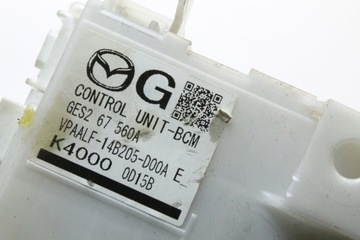 G
CONTROL UNIT-BCM
GES2 67 560A
VPAALF-14B205-D00A E
K4000 0D15B